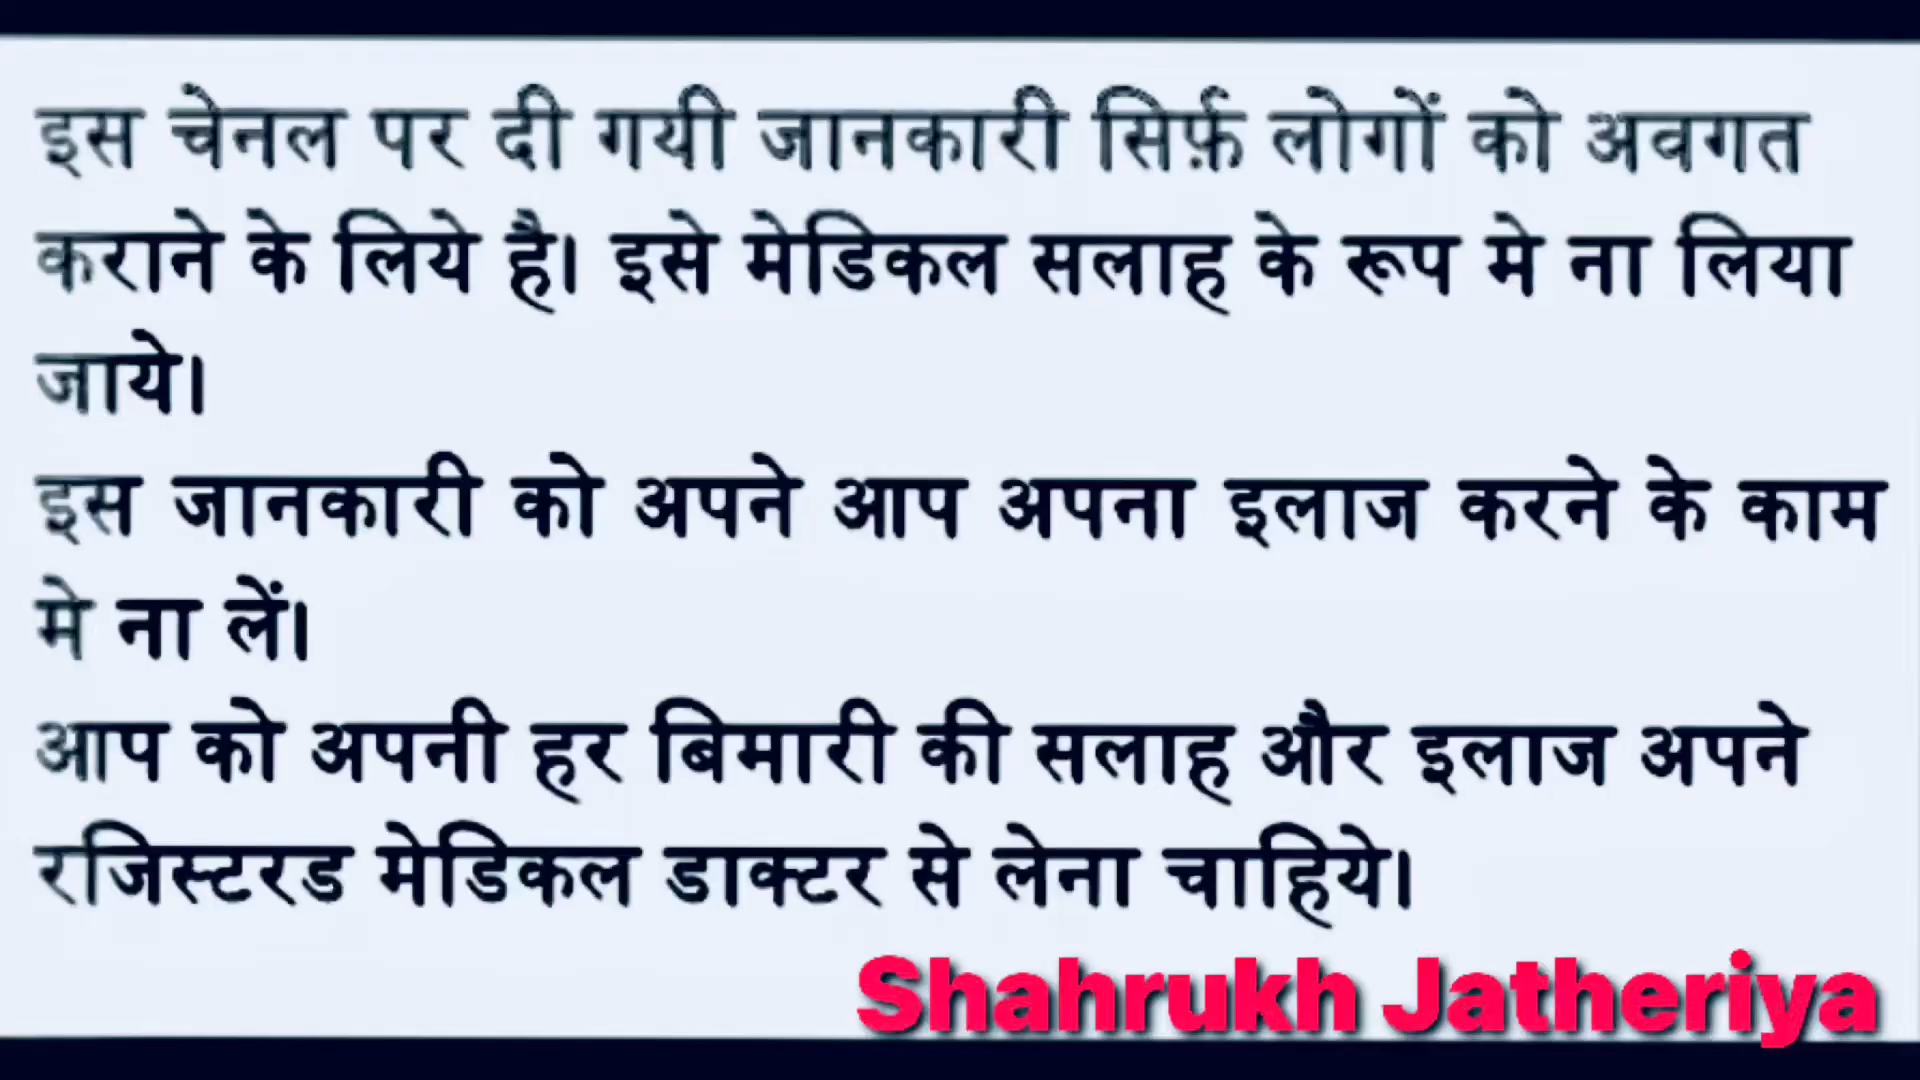 इस चेनल पर दी गयी जानकारी सिर्फ़ लोगों को अवगत
कराने के लिये है। इसे मेडिकल सलाह के रूप मे ना लिया
जाये।
इस जानकारी को अपने आप अपना इलाज करने के काम
मे ना लें।
आप को अपनी हर बिमारी की सलाह और इलाज अपने
रजिस्टरड मेडिकल डाक्टर से लेना चाहिये।
Shahrukh Jatheriya